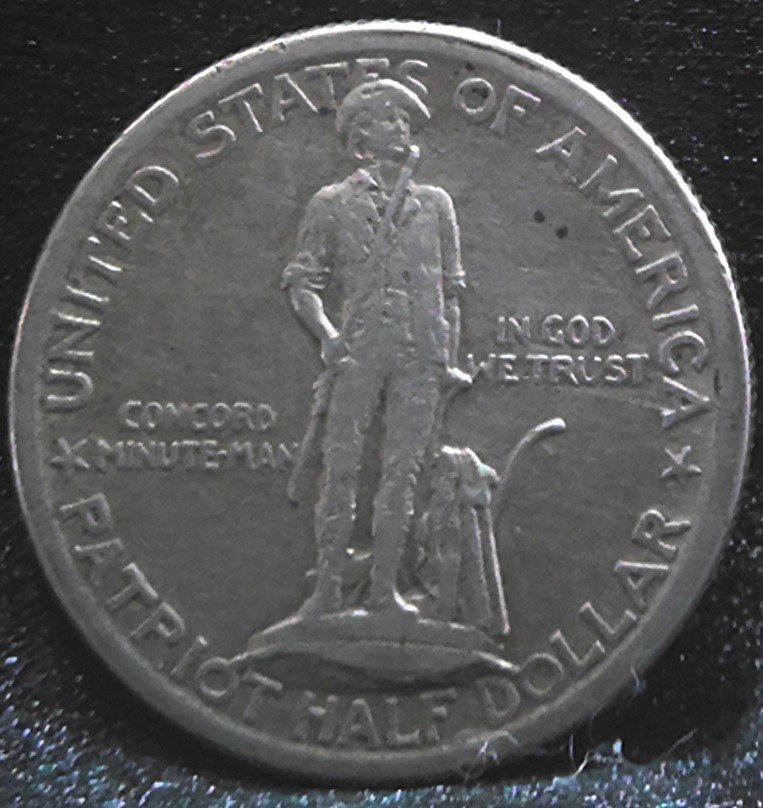 UNITED STATES OF AMERICA
IN GOD
WE TRUST
CONCORD
MINUTE-MAN
PATRIOT HALF DOLLAR